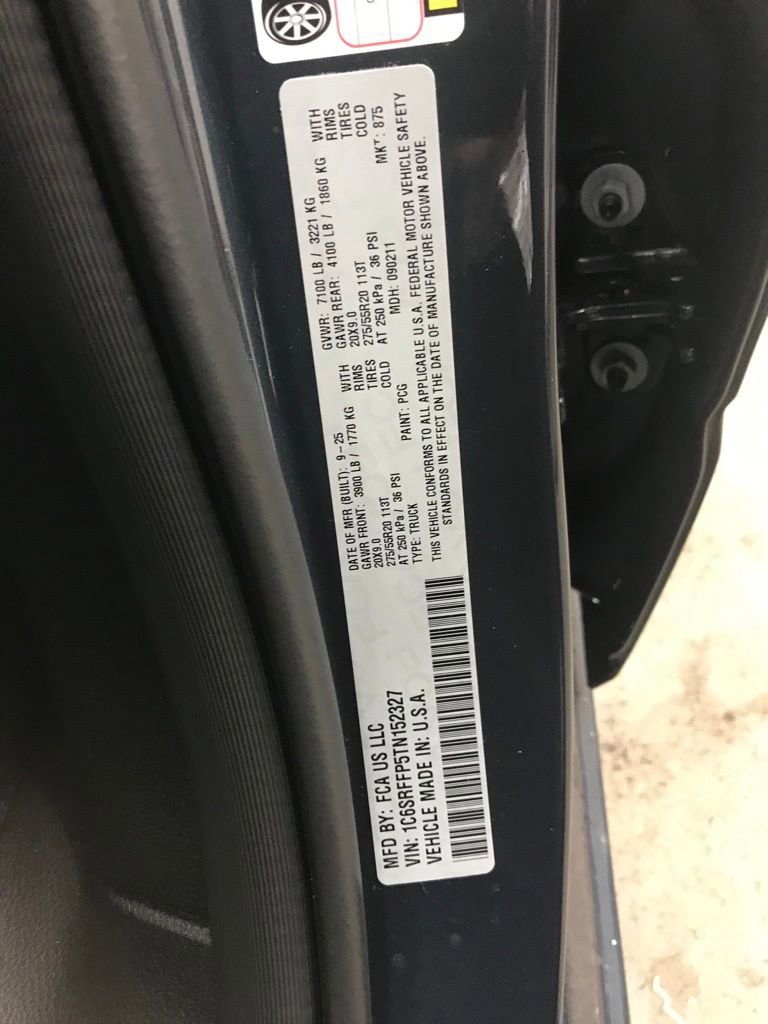 MFD BY: FCA US LLC
VIN: 1C6SRFFP5TN152327
VEHICLE MADE IN: U.S.A.
DATE OF MFR (BUILT): 9-25
GVWR: 7100 LB / 3221 KG
GAWR FRONT: 3900 LB / 1770 KG WITH
20X9.0 RIMS
275/55R20 113T TIRES
AT 250 kPa / 36 PSI COLD
GAWR REAR: 4100 LB / 1860 KG WITH
20X9.0 RIMS
275/55R20 113T TIRES
AT 250 kPa / 36 PSI COLD
TYPE: TRUCK PAINT: PCG MDH: 090211 MKT: 875
THIS VEHICLE CONFORMS TO ALL APPLICABLE U.S.A. FEDERAL MOTOR VEHICLE SAFETY
STANDARDS IN EFFECT ON THE DATE OF MANUFACTURE SHOWN ABOVE.